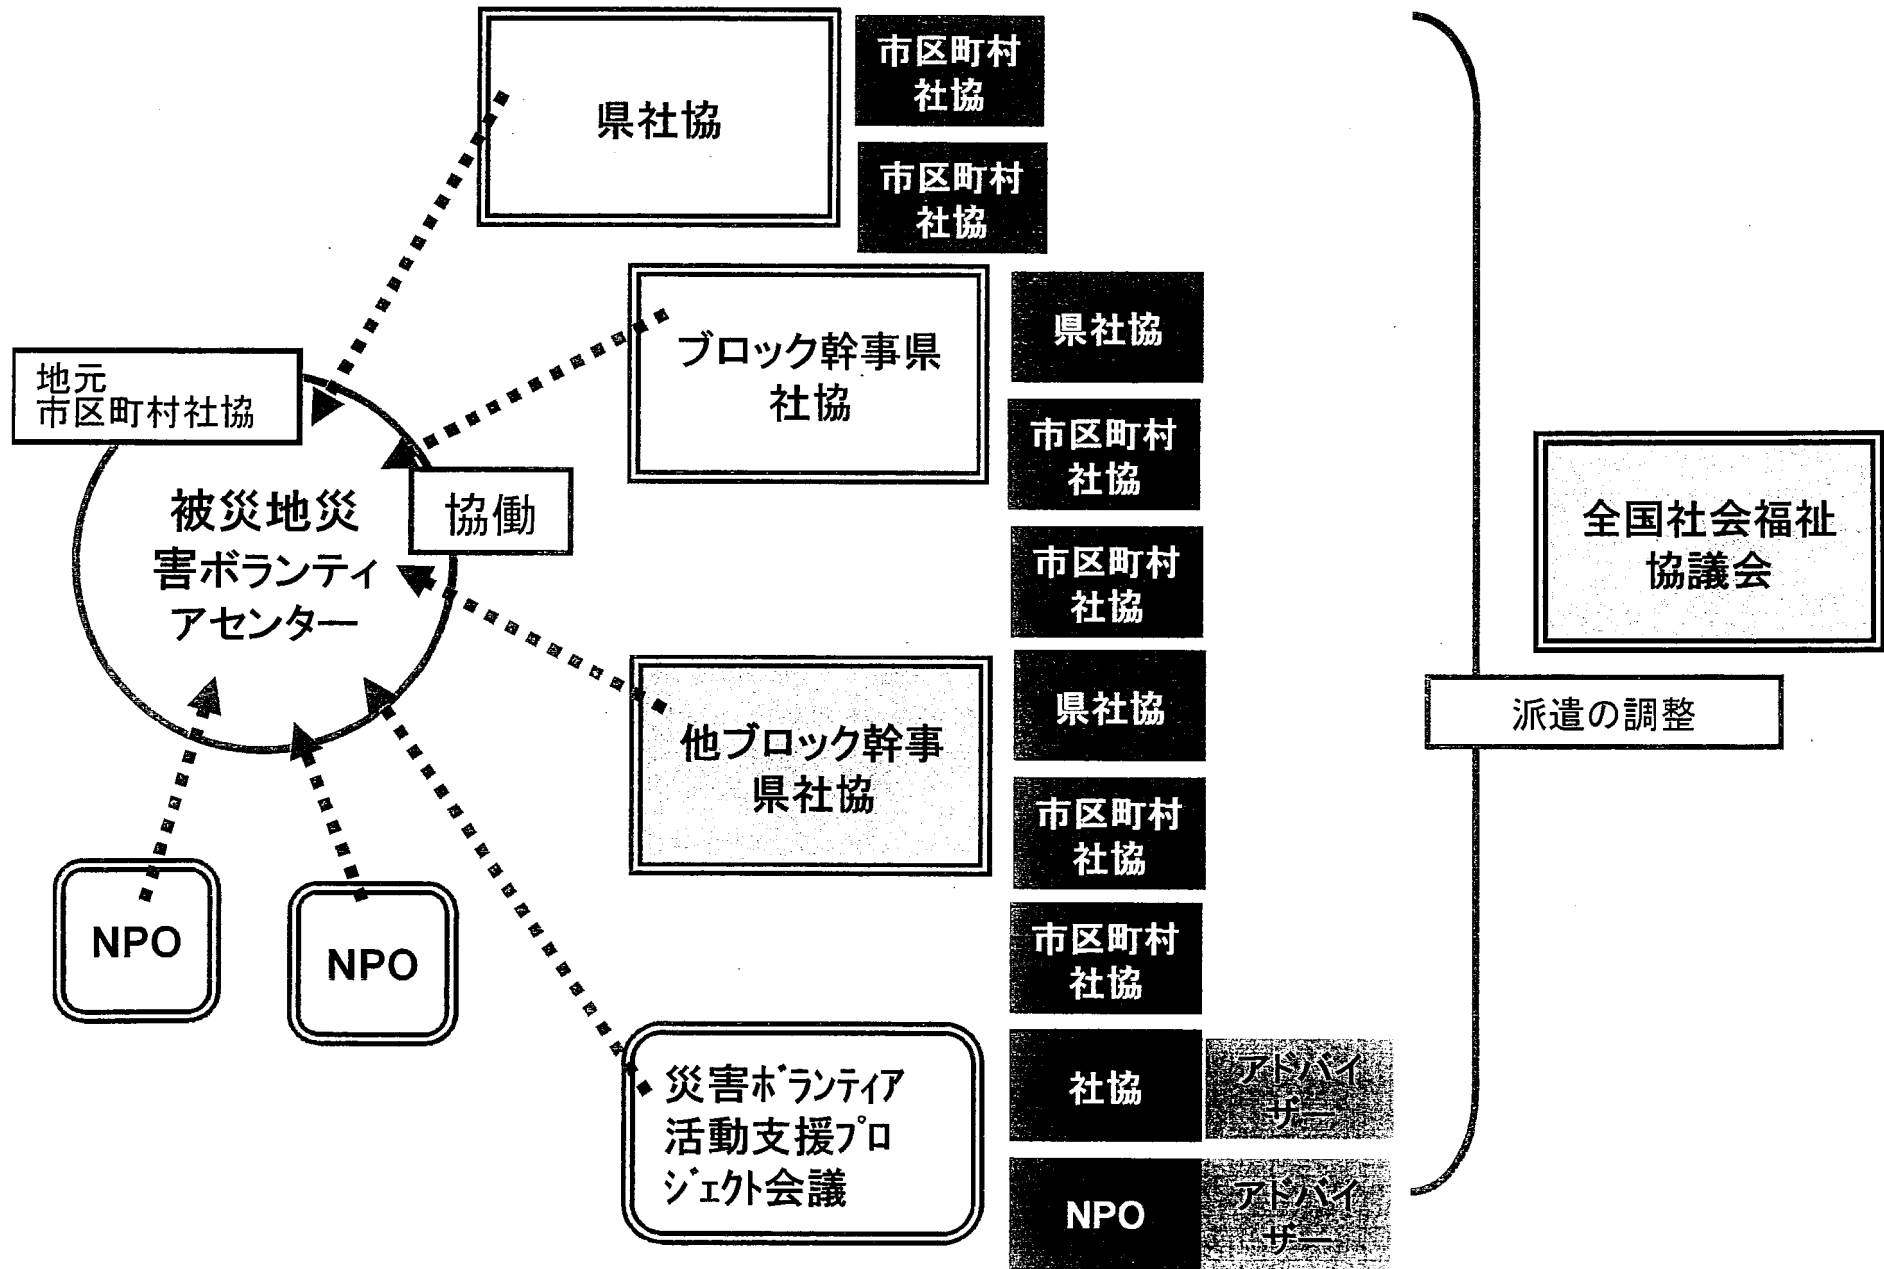 県社協
市区町村
社協
市区町村
社協
地元
市区町村社協
被災地災
害ボランティ
アセンター
協働
ブロック幹事県
社協
県社協
市区町村
社協
市区町村
社協
他ブロック幹事
県社協
県社協
市区町村
社協
市区町村
社協
NPO
NPO
災害ボランティア
活動支援プロ
ジェクト会議
社協
アドバイ
ザー
NPO
アドバイ
ザー
全国社会福祉
協議会
派遣の調整